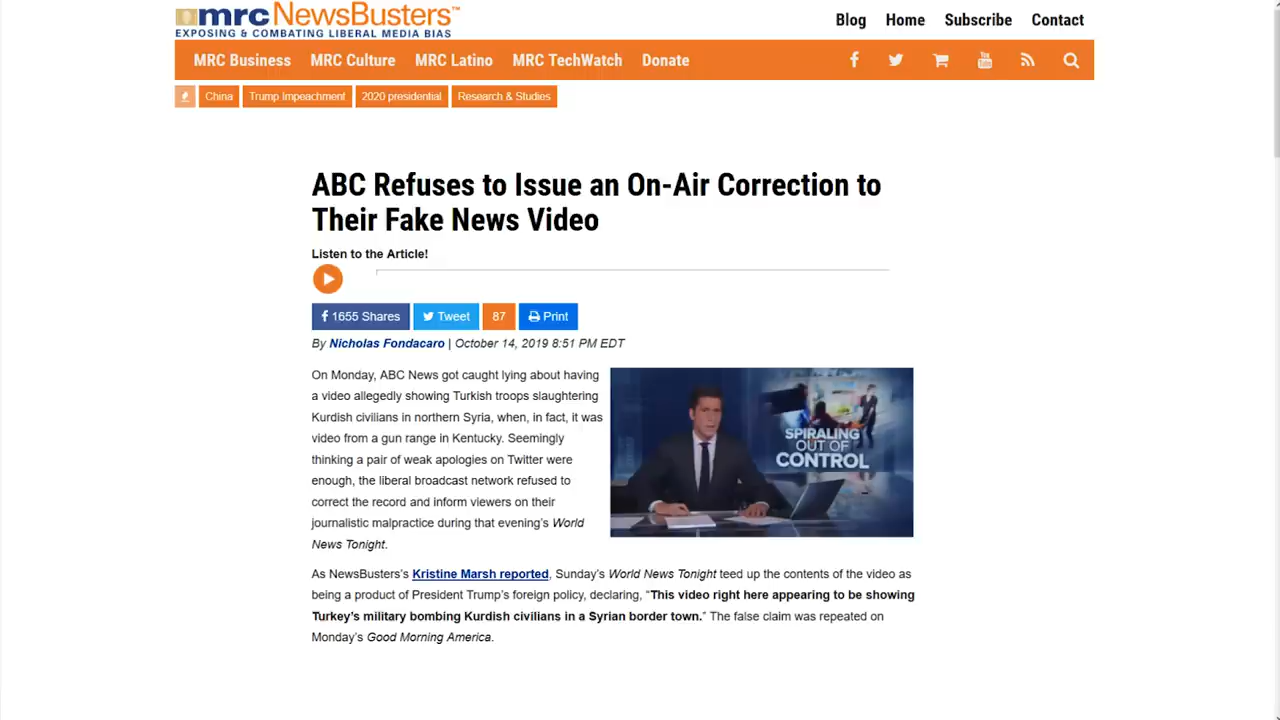 mrc NewsBusters™
EXPOSING & COMBATING LIBERAL MEDIA BIAS
Blog Home Subscribe Contact
MRC Business MRC Culture MRC Latino MRC TechWatch Donate
You Tube
China Trump Impeachment 2020 presidential Research & Studies
ABC Refuses to Issue an On-Air Correction to
Their Fake News Video
Listen to the Article!
1655 Shares Tweet 87 Print
By Nicholas Fondacaro | October 14, 2019 8:51 PM EDT
On Monday, ABC News got caught lying about having
a video allegedly showing Turkish troops slaughtering
Kurdish civilians in northern Syria, when, in fact, it was
video from a gun range in Kentucky. Seemingly
thinking a pair of weak apologies on Twitter were
enough, the liberal broadcast network refused to
correct the record and inform viewers on their
journalistic malpractice during that evening's World
News Tonight.
SPIRALING
OUT OF
CONTROL
As NewsBusters's Kristine Marsh reported, Sunday's World News Tonight teed up the contents of the video as
being a product of President Trump's foreign policy, declaring, “This video right here appearing to be showing
Turkey's military bombing Kurdish civilians in a Syrian border town.” The false claim was repeated on
Monday's Good Morning America.